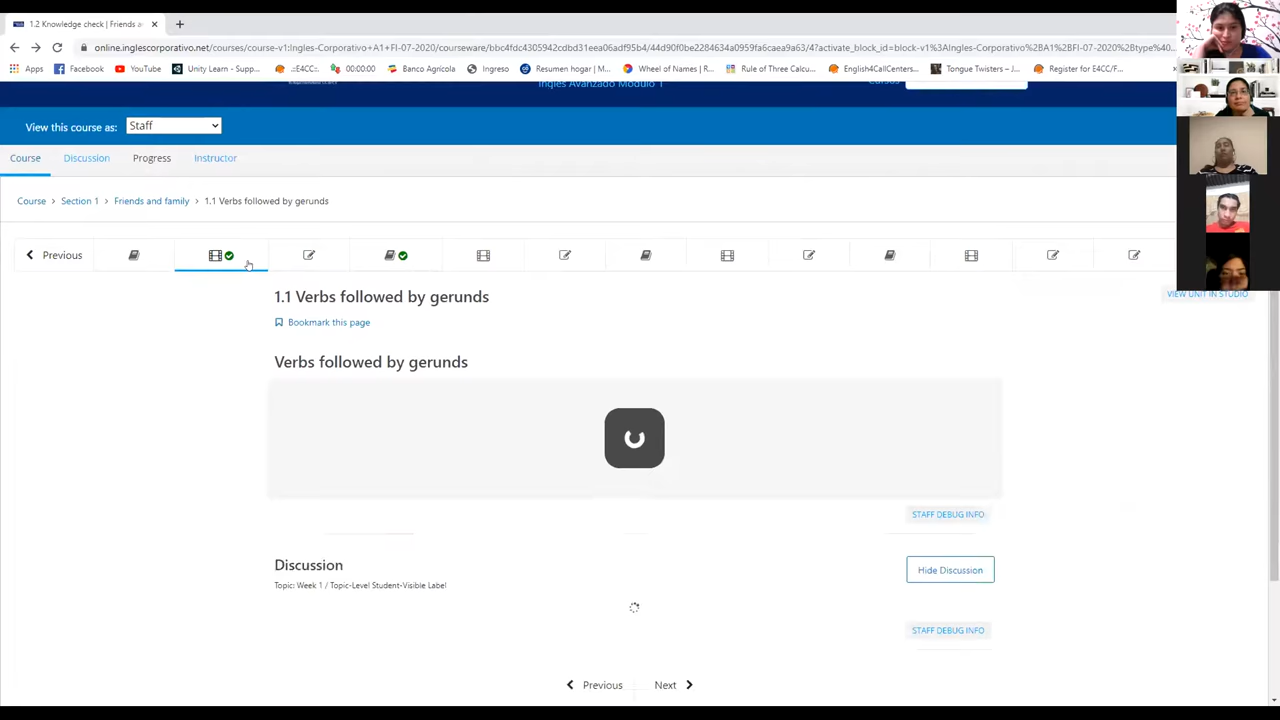 1.2 Knowledge check | Friends a
online.inglescorporativo.net/courses/course-v1:Ingles-Corporativo+A1+FI-07-2020/courseware/bbc4fdc430594cdbd31eea06adf95b4/44d90f0be2284634a0959f6caea9a63/4?activate_block_id=block-v1%3AIngles-Corporativo%2BA1%2BFI-07-2020%2Btype%40...
Apps Facebook YouTube Unity Learn - Supp... ::E4CC:. 00:00:00 Banco Agrícola Ingreso Resumen hogar | M... Wheel of Names | R... Rule of Three Calcu... English4CallCenters... Tongue Twisters – J... Register for E4CC/F...
Inglés Avanzado Módulo 1
View this course as: Staff
Course Discussion Progress Instructor
Course > Section 1 > Friends and family > 1.1 Verbs followed by gerunds
Previous
VIEW UNIT IN STUDIO
1.1 Verbs followed by gerunds
Bookmark this page
Verbs followed by gerunds
STAFF DEBUG INFO
Discussion
Hide Discussion
Topic: Week 1 / Topic-Level Student-Visible Label
STAFF DEBUG INFO
Previous Next